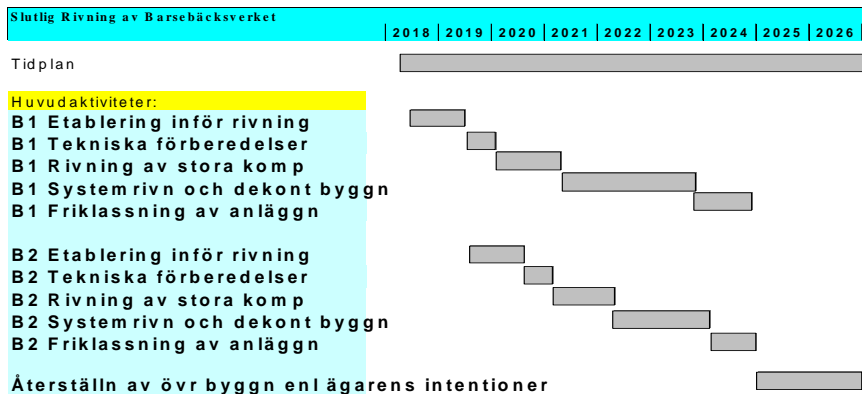 Slutlig Rivning av Barsebäcksverket
2018 2019 2020 2021 2022 2023 2024 2025 2026
Tidplan
Huvudaktiviteter:
B1 Etablering inför rivning
B1 Tekniska förberedelser
B1 Rivning av stora komp
B1 Systemrivn och dekont byggn
B1 Friklassning av anläggn
B2 Etablering inför rivning
B2 Tekniska förberedelser
B2 Rivning av stora komp
B2 Systemrivn och dekont byggn
B2 Friklassning av anläggn
Återställn av övr byggn enl ägarens intentioner